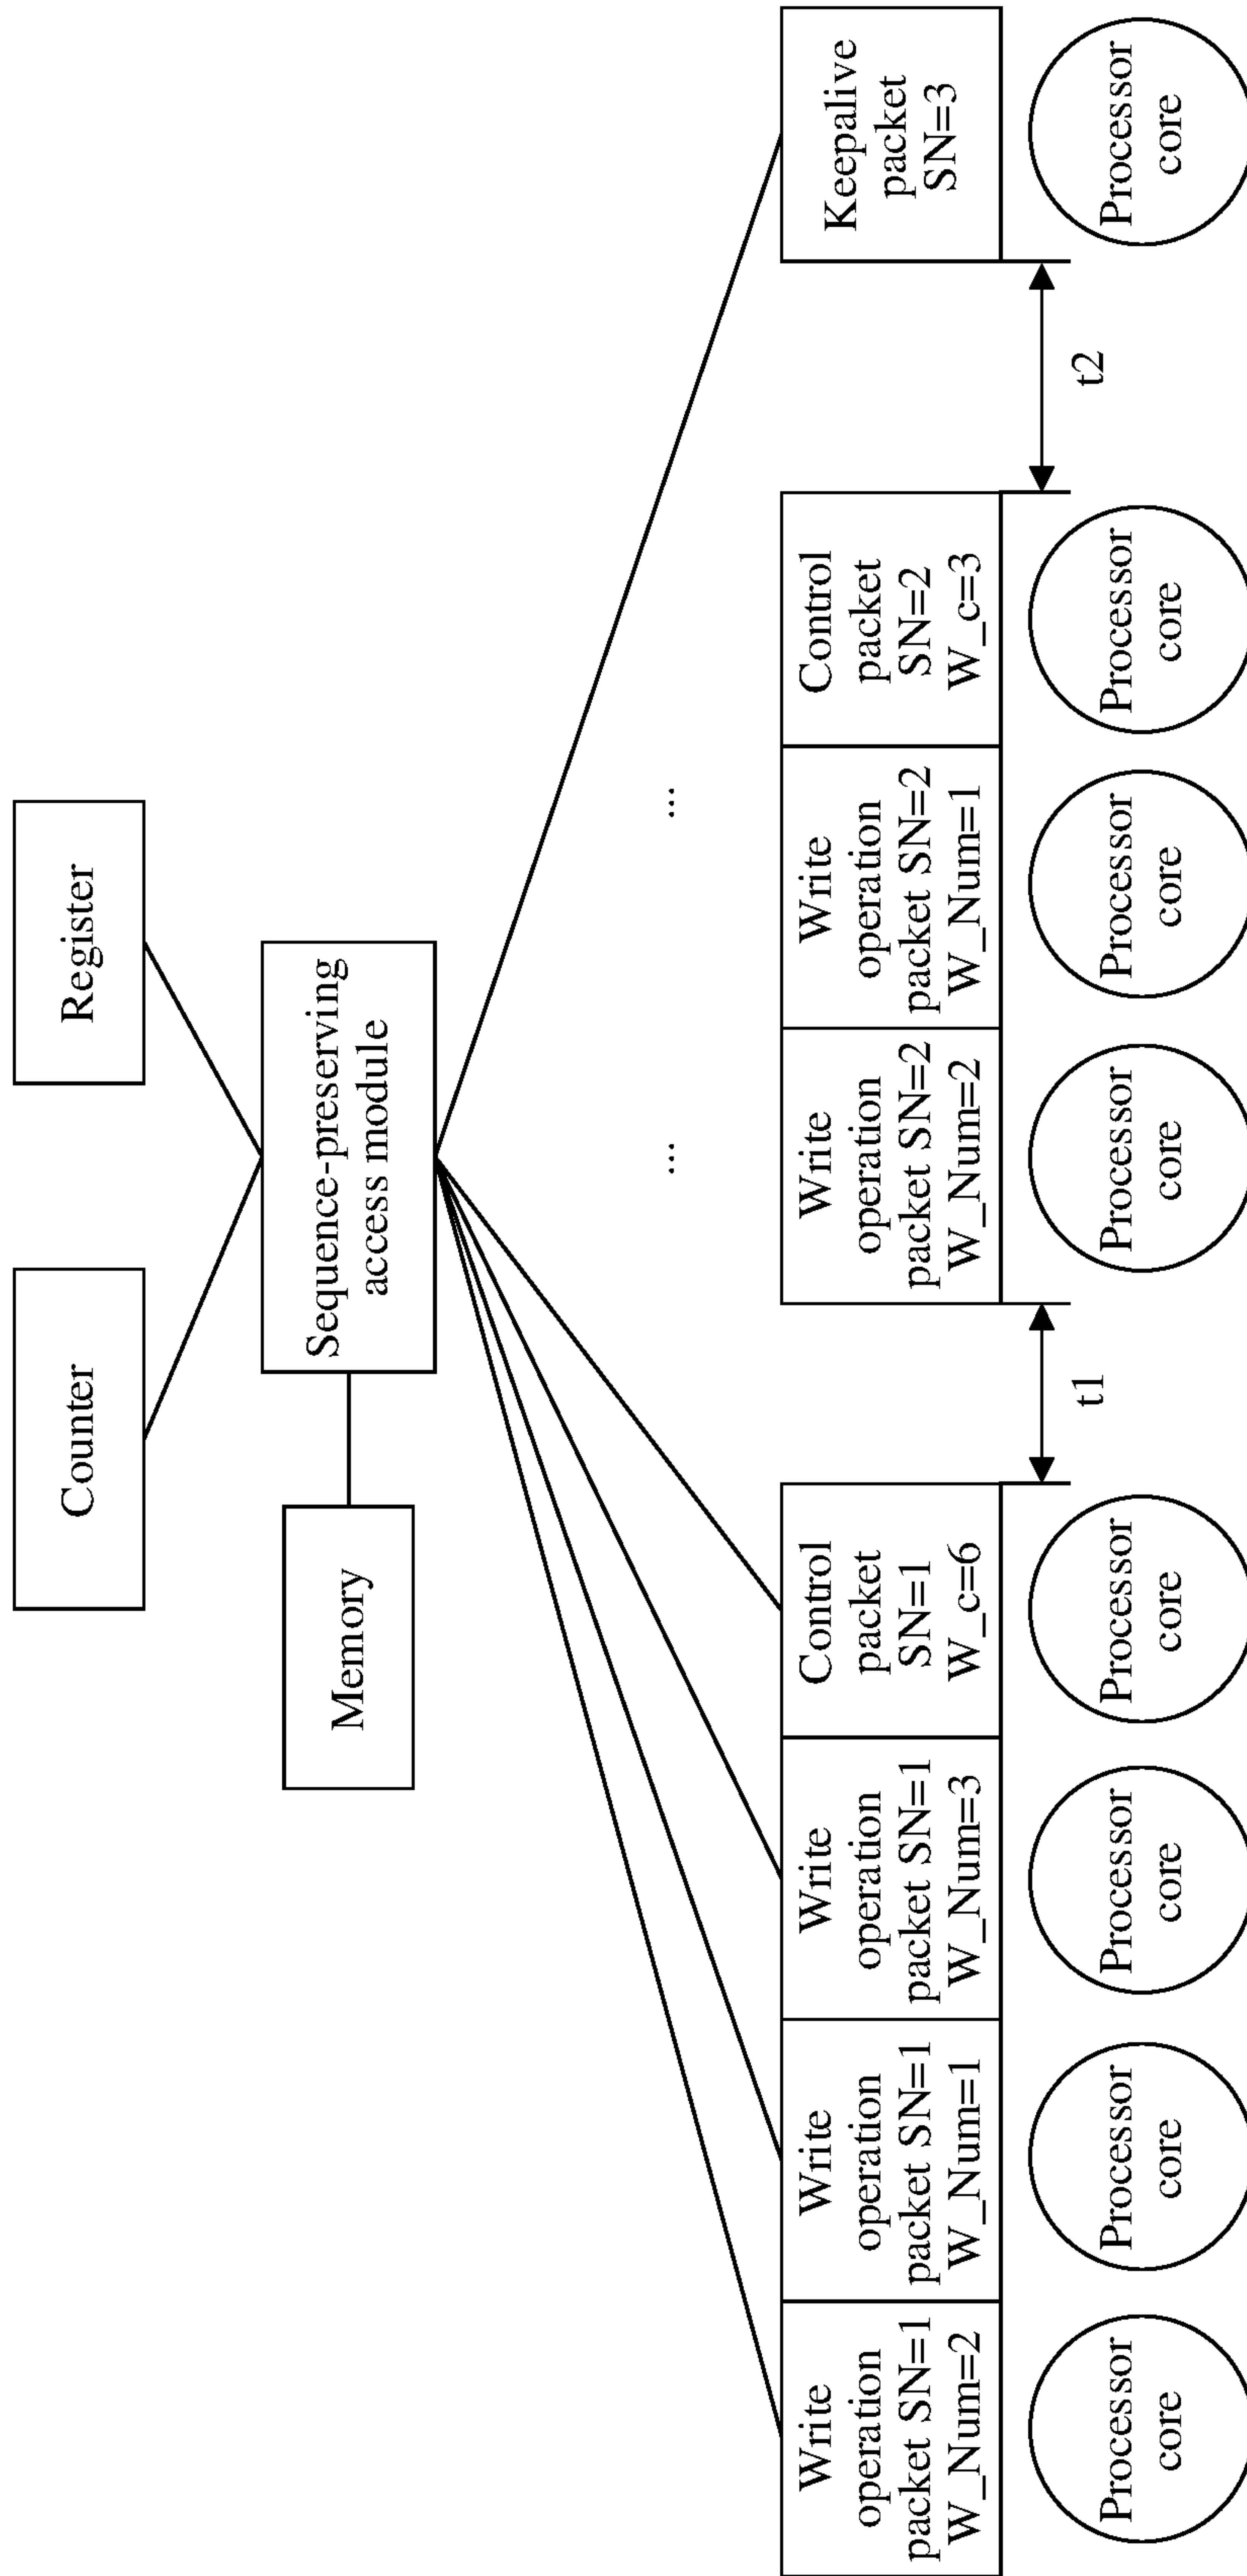 Counter
Register
Memory
Sequence-preserving
access module
...
...
Write
operation
packet SN=1
W_Num=2
Write
operation
packet SN=1
W_Num=1
Write
operation
packet SN=1
W_Num=3
Control
packet
SN=1
W_c=6
Write
operation
packet SN=2
W_Num=2
Write
operation
packet SN=2
W_Num=1
Control
packet
SN=2
W_c=3
Keepalive
packet
SN=3
t1
t2
Processor
core
Processor
core
Processor
core
Processor
core
Processor
core
Processor
core
Processor
core
Processor
core